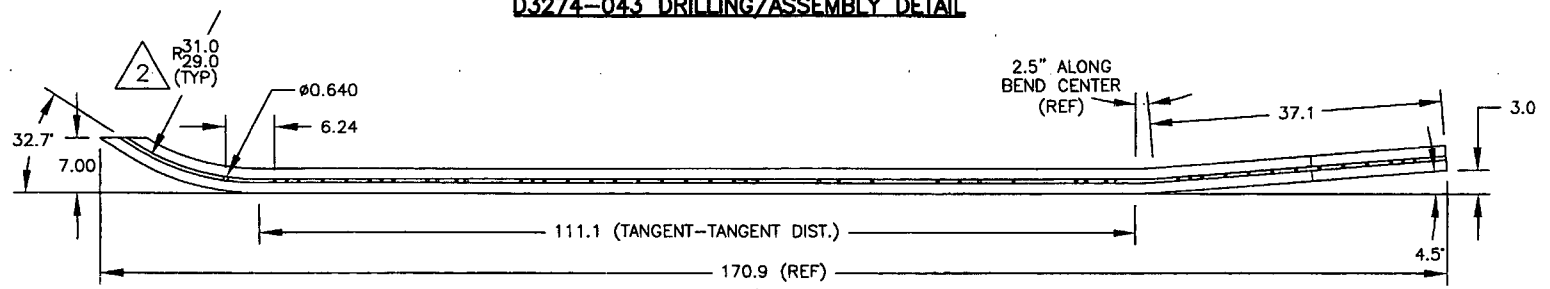 D3274-043 DRILLING/ASSEMBLY DETAIL
2
R31.0
29.0
(TYP)
ø0.640
6.24
32.7°
7.00
2.5" ALONG
BEND CENTER
(REF)
37.1
3.0
111.1 (TANGENT-TANGENT DIST.)
4.5°
170.9 (REF)